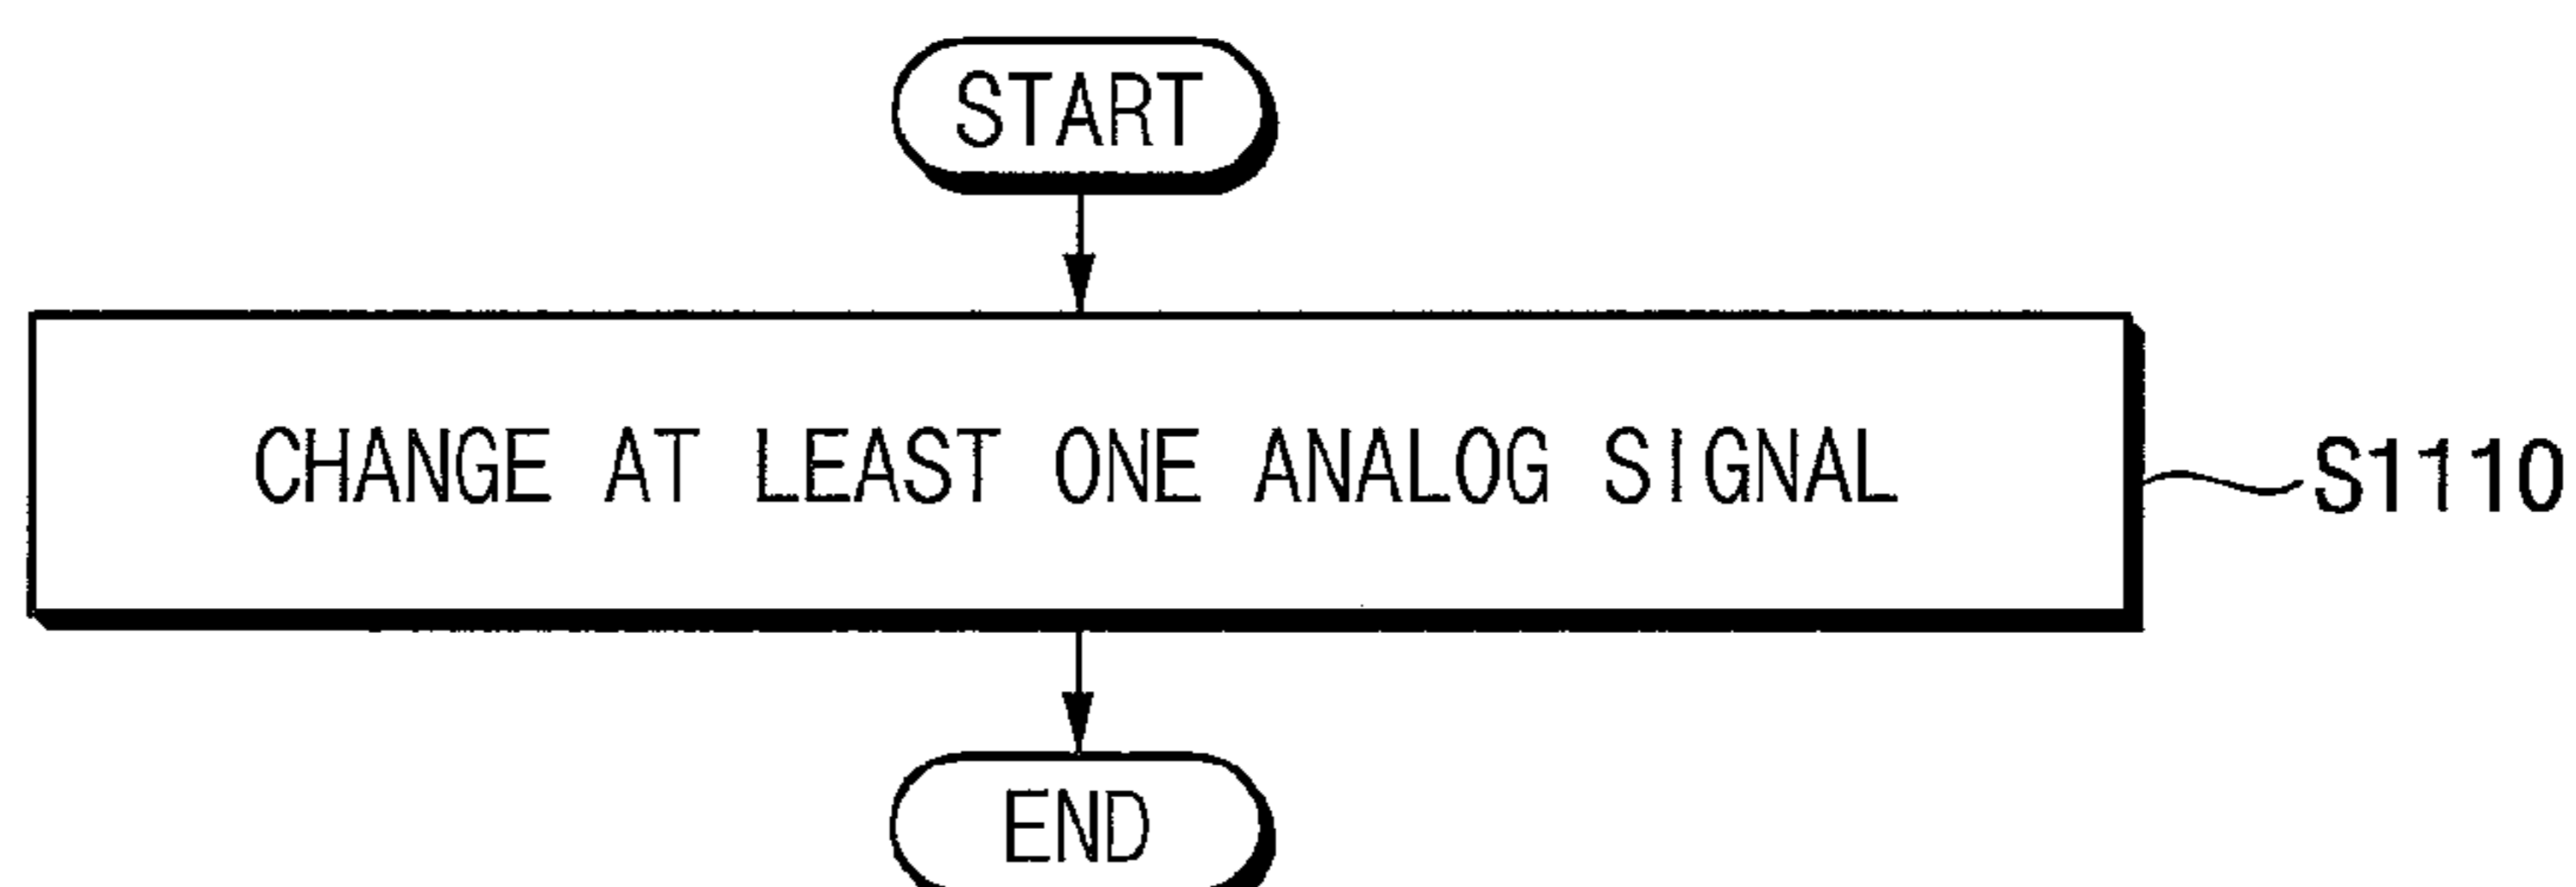 START
CHANGE AT LEAST ONE ANALOG SIGNAL
S1110
END